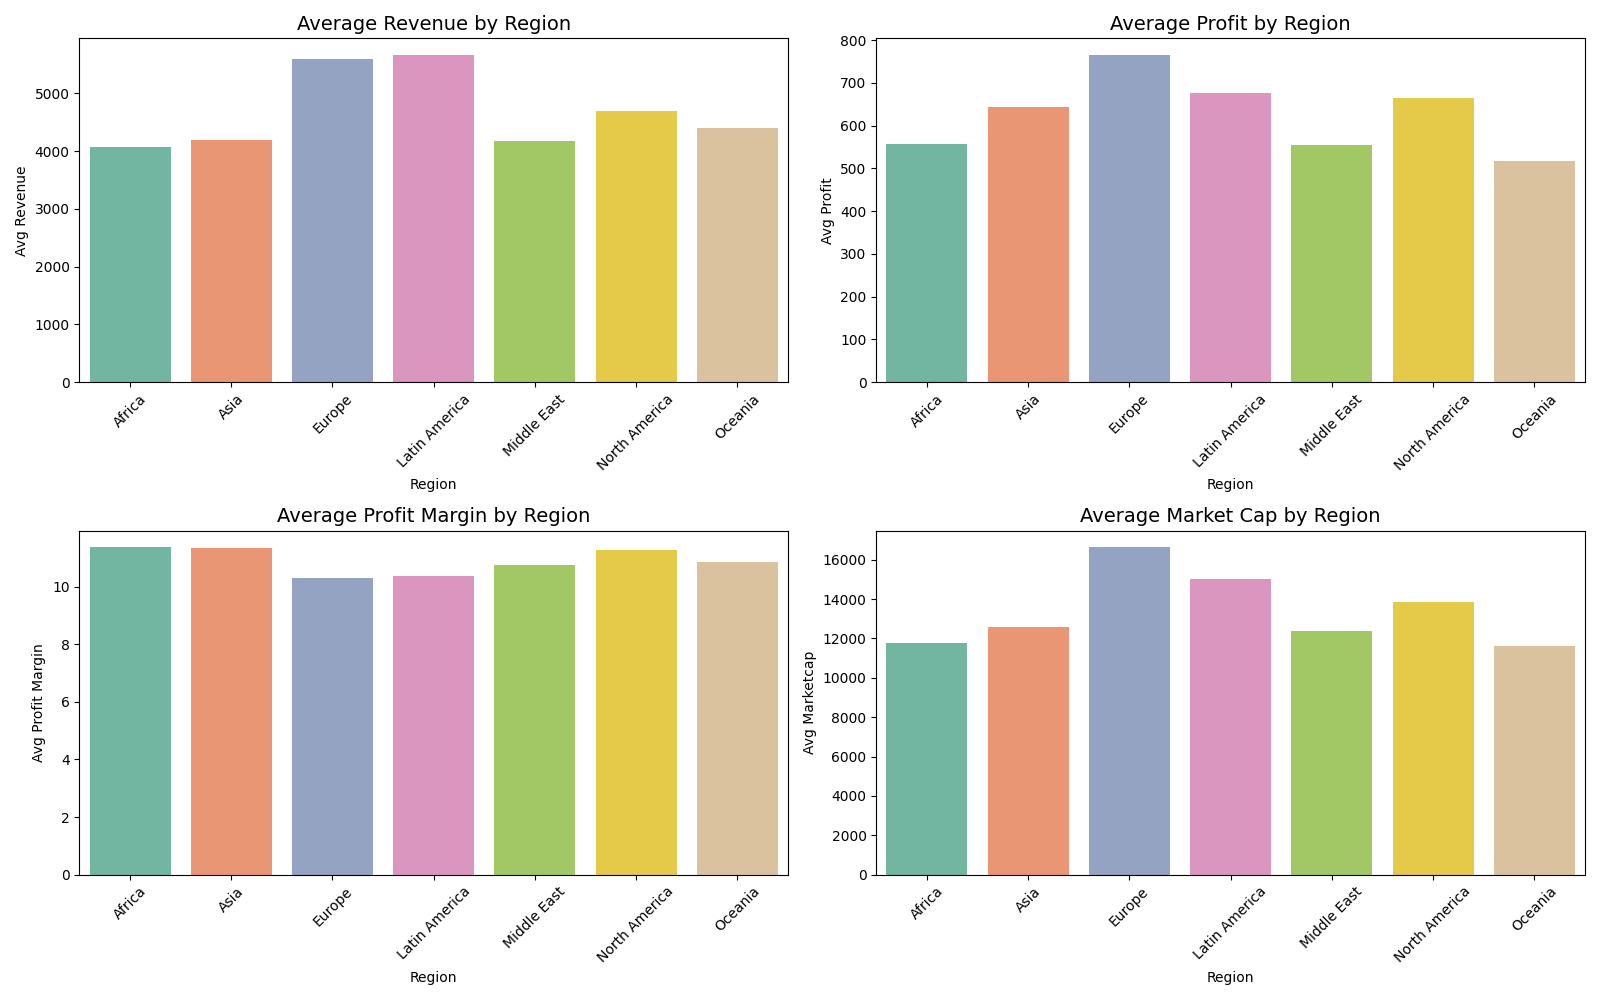 Average Revenue by Region
Avg Revenue
5000
4000
3000
2000
1000
0
Africa
Asia
Europe
Latin America
Middle East
North America
Oceania
Region
Average Profit by Region
Avg Profit
800
700
600
500
400
300
200
100
0
Africa
Asia
Europe
Latin America
Middle East
North America
Oceania
Region
Average Profit Margin by Region
Avg Profit Margin
10
8
6
4
2
0
Africa
Asia
Europe
Latin America
Middle East
North America
Oceania
Region
Average Market Cap by Region
Avg Marketcap
16000
14000
12000
10000
8000
6000
4000
2000
0
Africa
Asia
Europe
Latin America
Middle East
North America
Oceania
Region